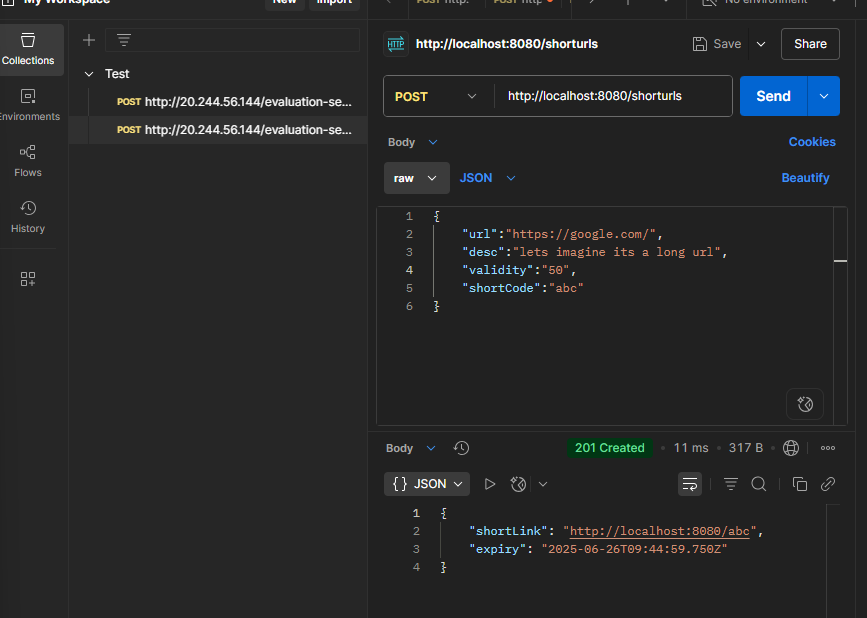 My Workspace
New
Import
POST http:
POST http
No environment
Collections
Environments
Flows
History
Test
POST http://20.244.56.144/evaluation-se...
POST http://20.244.56.144/evaluation-se...
HTTP
http://localhost:8080/shorturls
Save
Share
POST
http://localhost:8080/shorturls
Send
Body
Cookies
raw
JSON
Beautify
1 {
2 "url":"https://google.com/",
3 "desc":"lets imagine its a long url",
4 "validity":"50",
5 "shortCode":"abc"
6 }
Body
201 Created
11 ms
317 B
{} JSON
1 {
2 "shortLink": "http://localhost:8080/abc",
3 "expiry": "2025-06-26T09:44:59.750Z"
4 }